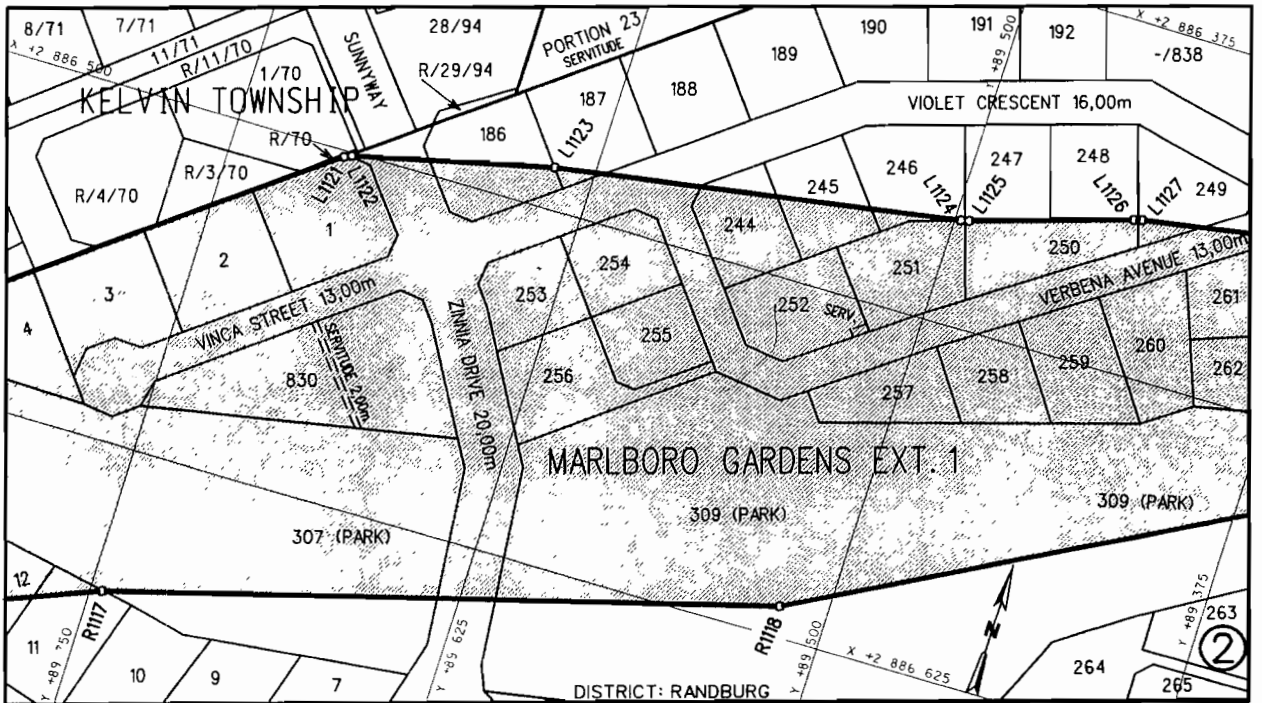 8/71
7/71
11/71
R/11/70
1/70
X +2 886 500
KELVIN TOWNSHIP
SUNNYWAY
28/94
R/29/94
PORTION 23
SERVITUDE
190
191
192
Y +89 500
X +2 886 375
-/838
189
188
187
186
VIOLET CRESCENT 16,00m
R/70
R/3/70
R/4/70
L1121
L1122
L1123
246
247
248
249
245
244
L1124
L1125
L1126
L1127
1
2
3
4
VINCA STREET 13,00m
SERVITUDE 2,00m
830
ZINNIA DRIVE 20,00m
253
254
255
256
250
251
252
SERV.
VERBENA AVENUE 13,00m
261
262
260
259
258
257
MARLBORO GARDENS EXT. 1
307 (PARK)
309 (PARK)
309 (PARK)
12
11
10
9
7
R1117
R1118
Y +89 750
Y +89 625
Y +89 500
X +2 886 625
Y +89 375
N
263
264
265
2
DISTRICT: RANDBURG